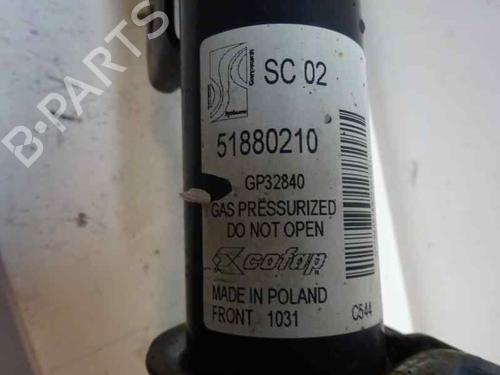 SC 02
51880210
GP32840
GAS PRESSURIZED
DO NOT OPEN
cofap
MADE IN POLAND
FRONT 1031
C544
B-PARTS